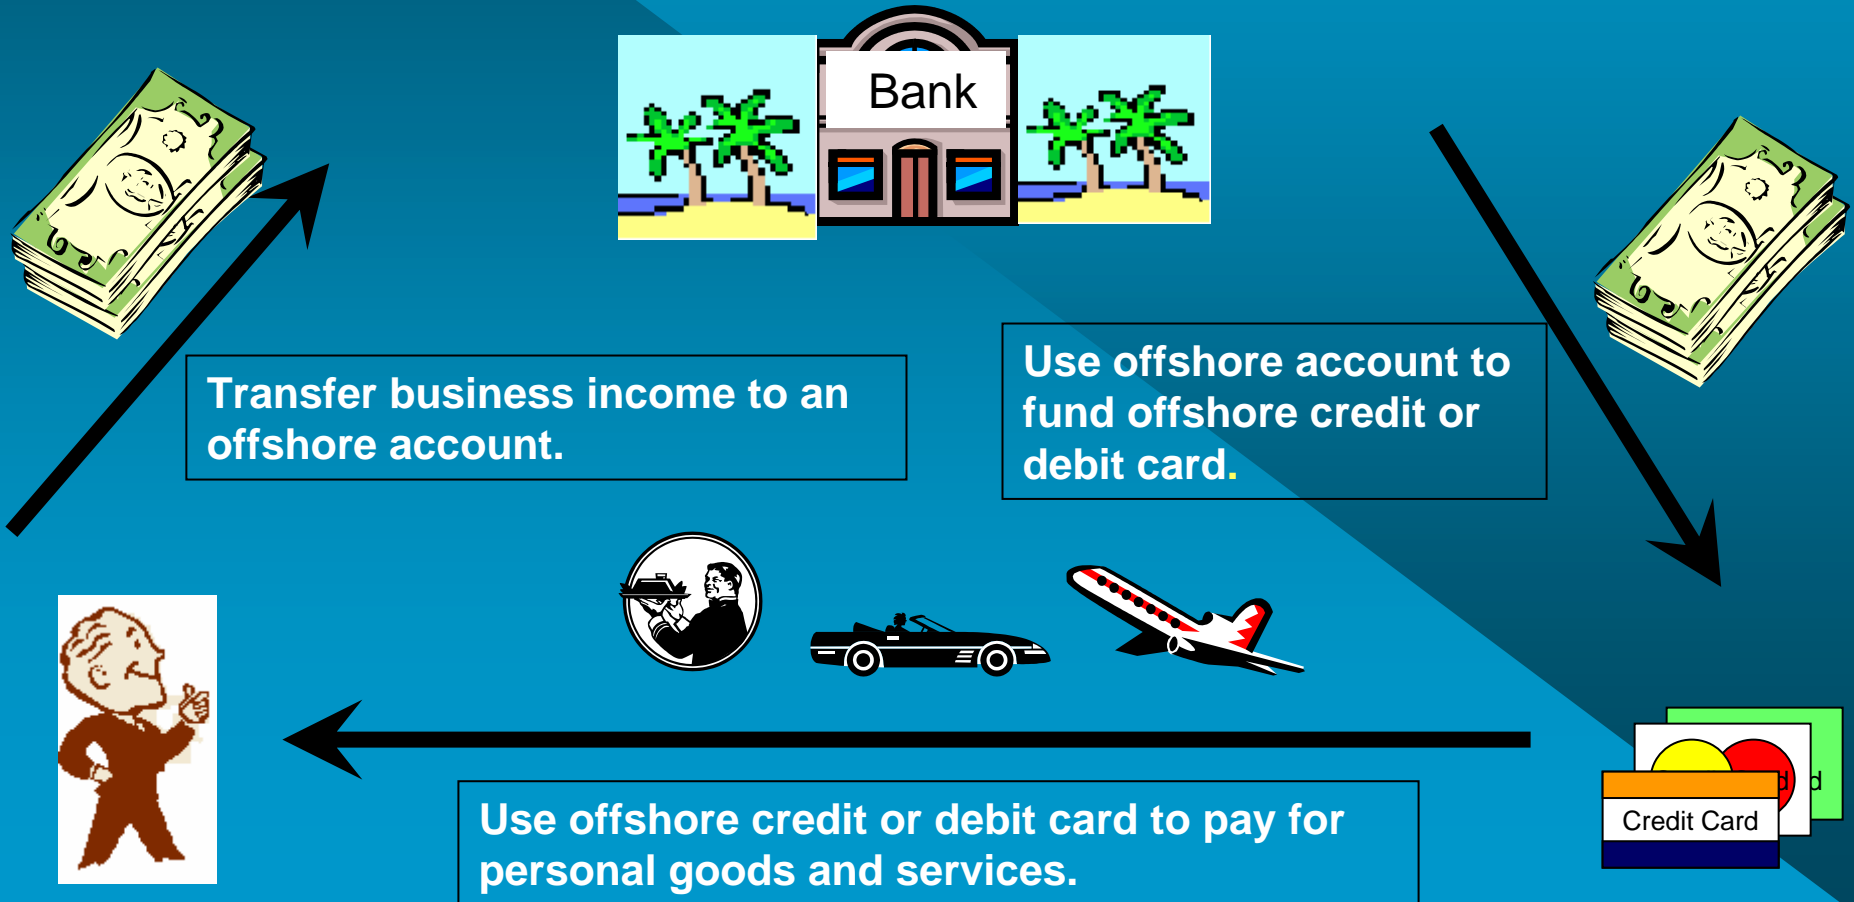 Bank
Transfer business income to an
offshore account.
Use offshore account to
fund offshore credit or
debit card.
Credit Card
Use offshore credit or debit card to pay for
personal goods and services.